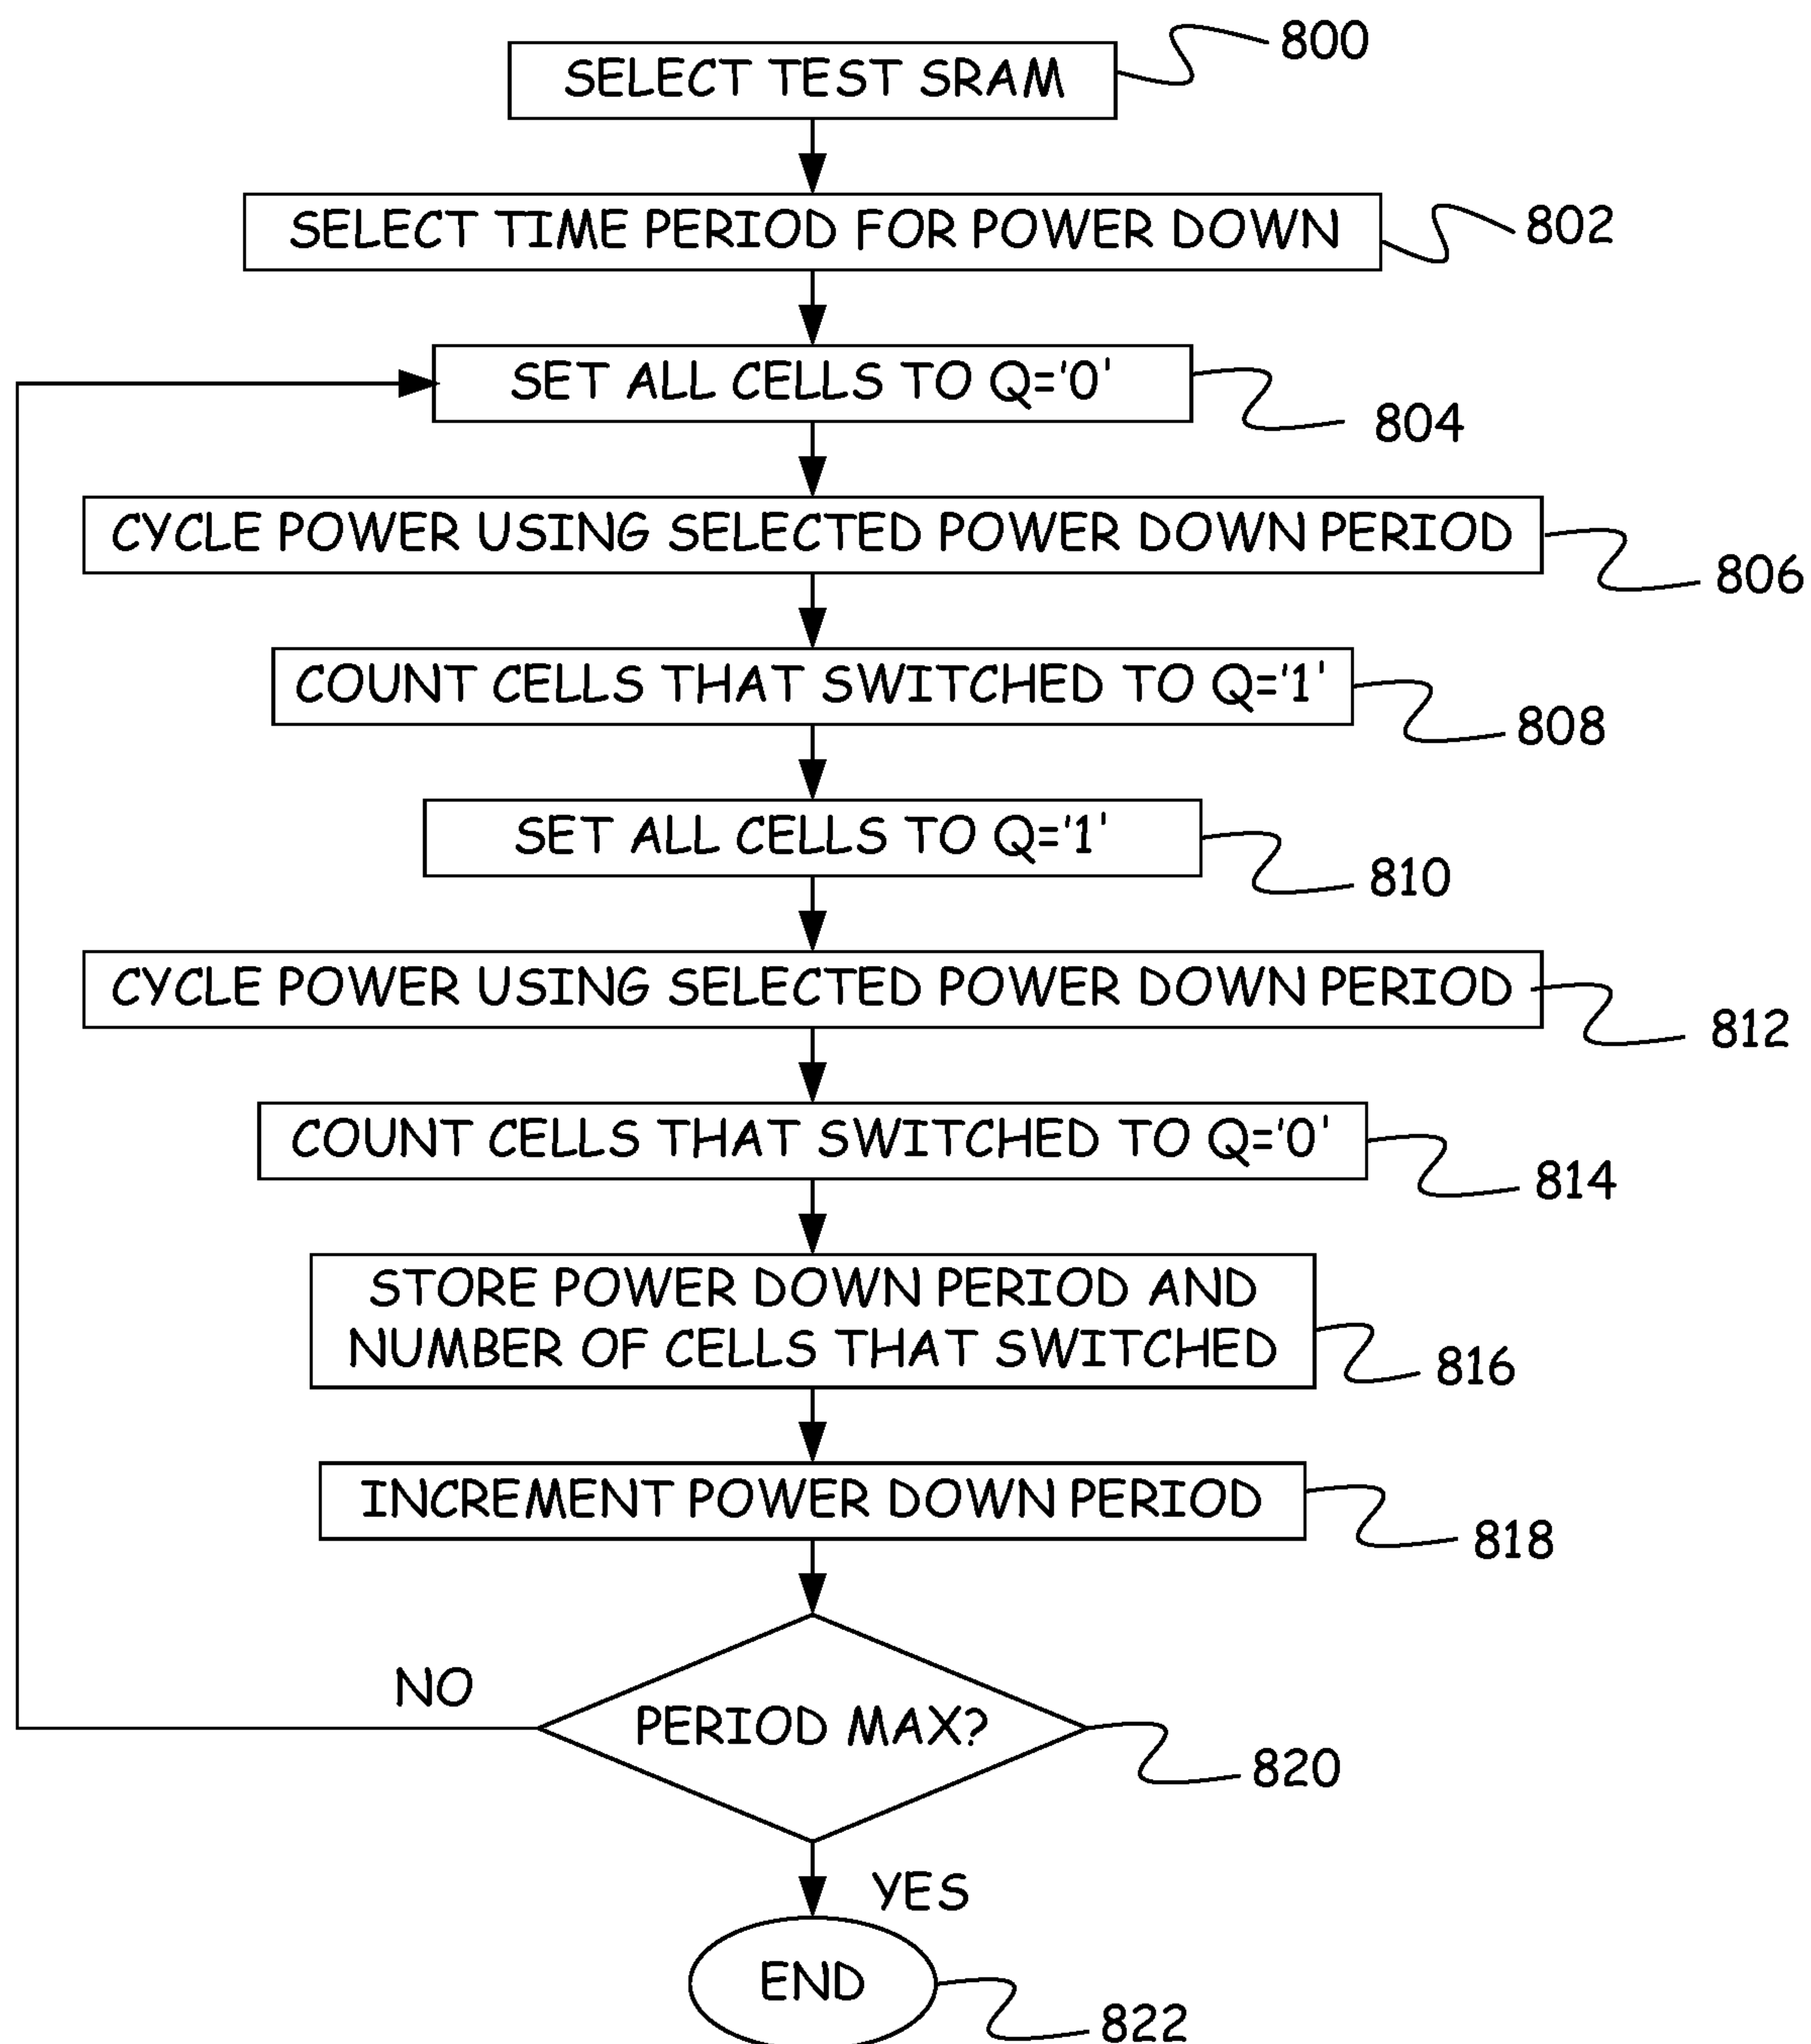 SELECT TEST SRAM
800
SELECT TIME PERIOD FOR POWER DOWN
802
SET ALL CELLS TO Q='0'
804
CYCLE POWER USING SELECTED POWER DOWN PERIOD
806
COUNT CELLS THAT SWITCHED TO Q='1'
808
SET ALL CELLS TO Q='1'
810
CYCLE POWER USING SELECTED POWER DOWN PERIOD
812
COUNT CELLS THAT SWITCHED TO Q='0'
814
STORE POWER DOWN PERIOD AND
NUMBER OF CELLS THAT SWITCHED
816
INCREMENT POWER DOWN PERIOD
818
NO
PERIOD MAX?
820
YES
END
822